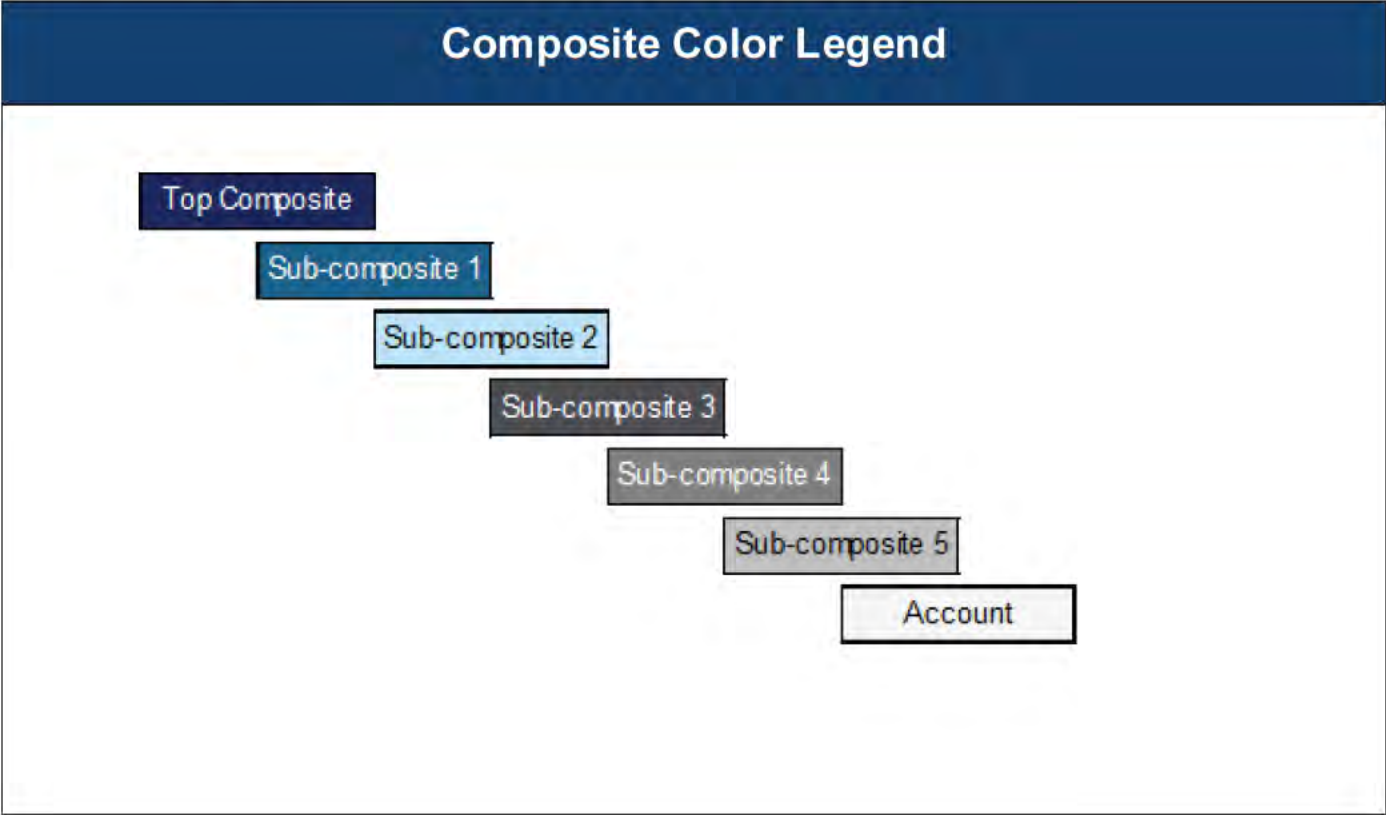 Composite Color Legend
Top Composite
Sub-composite 1
Sub-composite 2
Sub-composite 3
Sub-composite 4
Sub-composite 5
Account